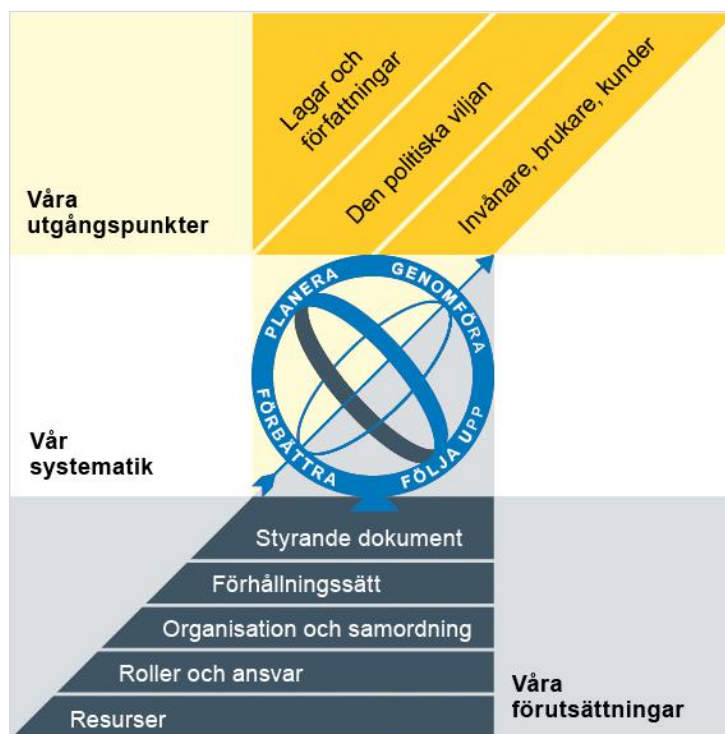 Lagar och
författningar
Den politiska viljan
Invånare, brukare, kunder
Våra
utgångspunkter
PLANERA
GENOMFÖRA
FÖLJA UPP
FÖRBÄTTRA
Vår
systematik
Styrande dokument
Förhållningssätt
Organisation och samordning
Roller och ansvar
Resurser
Våra
förutsättningar